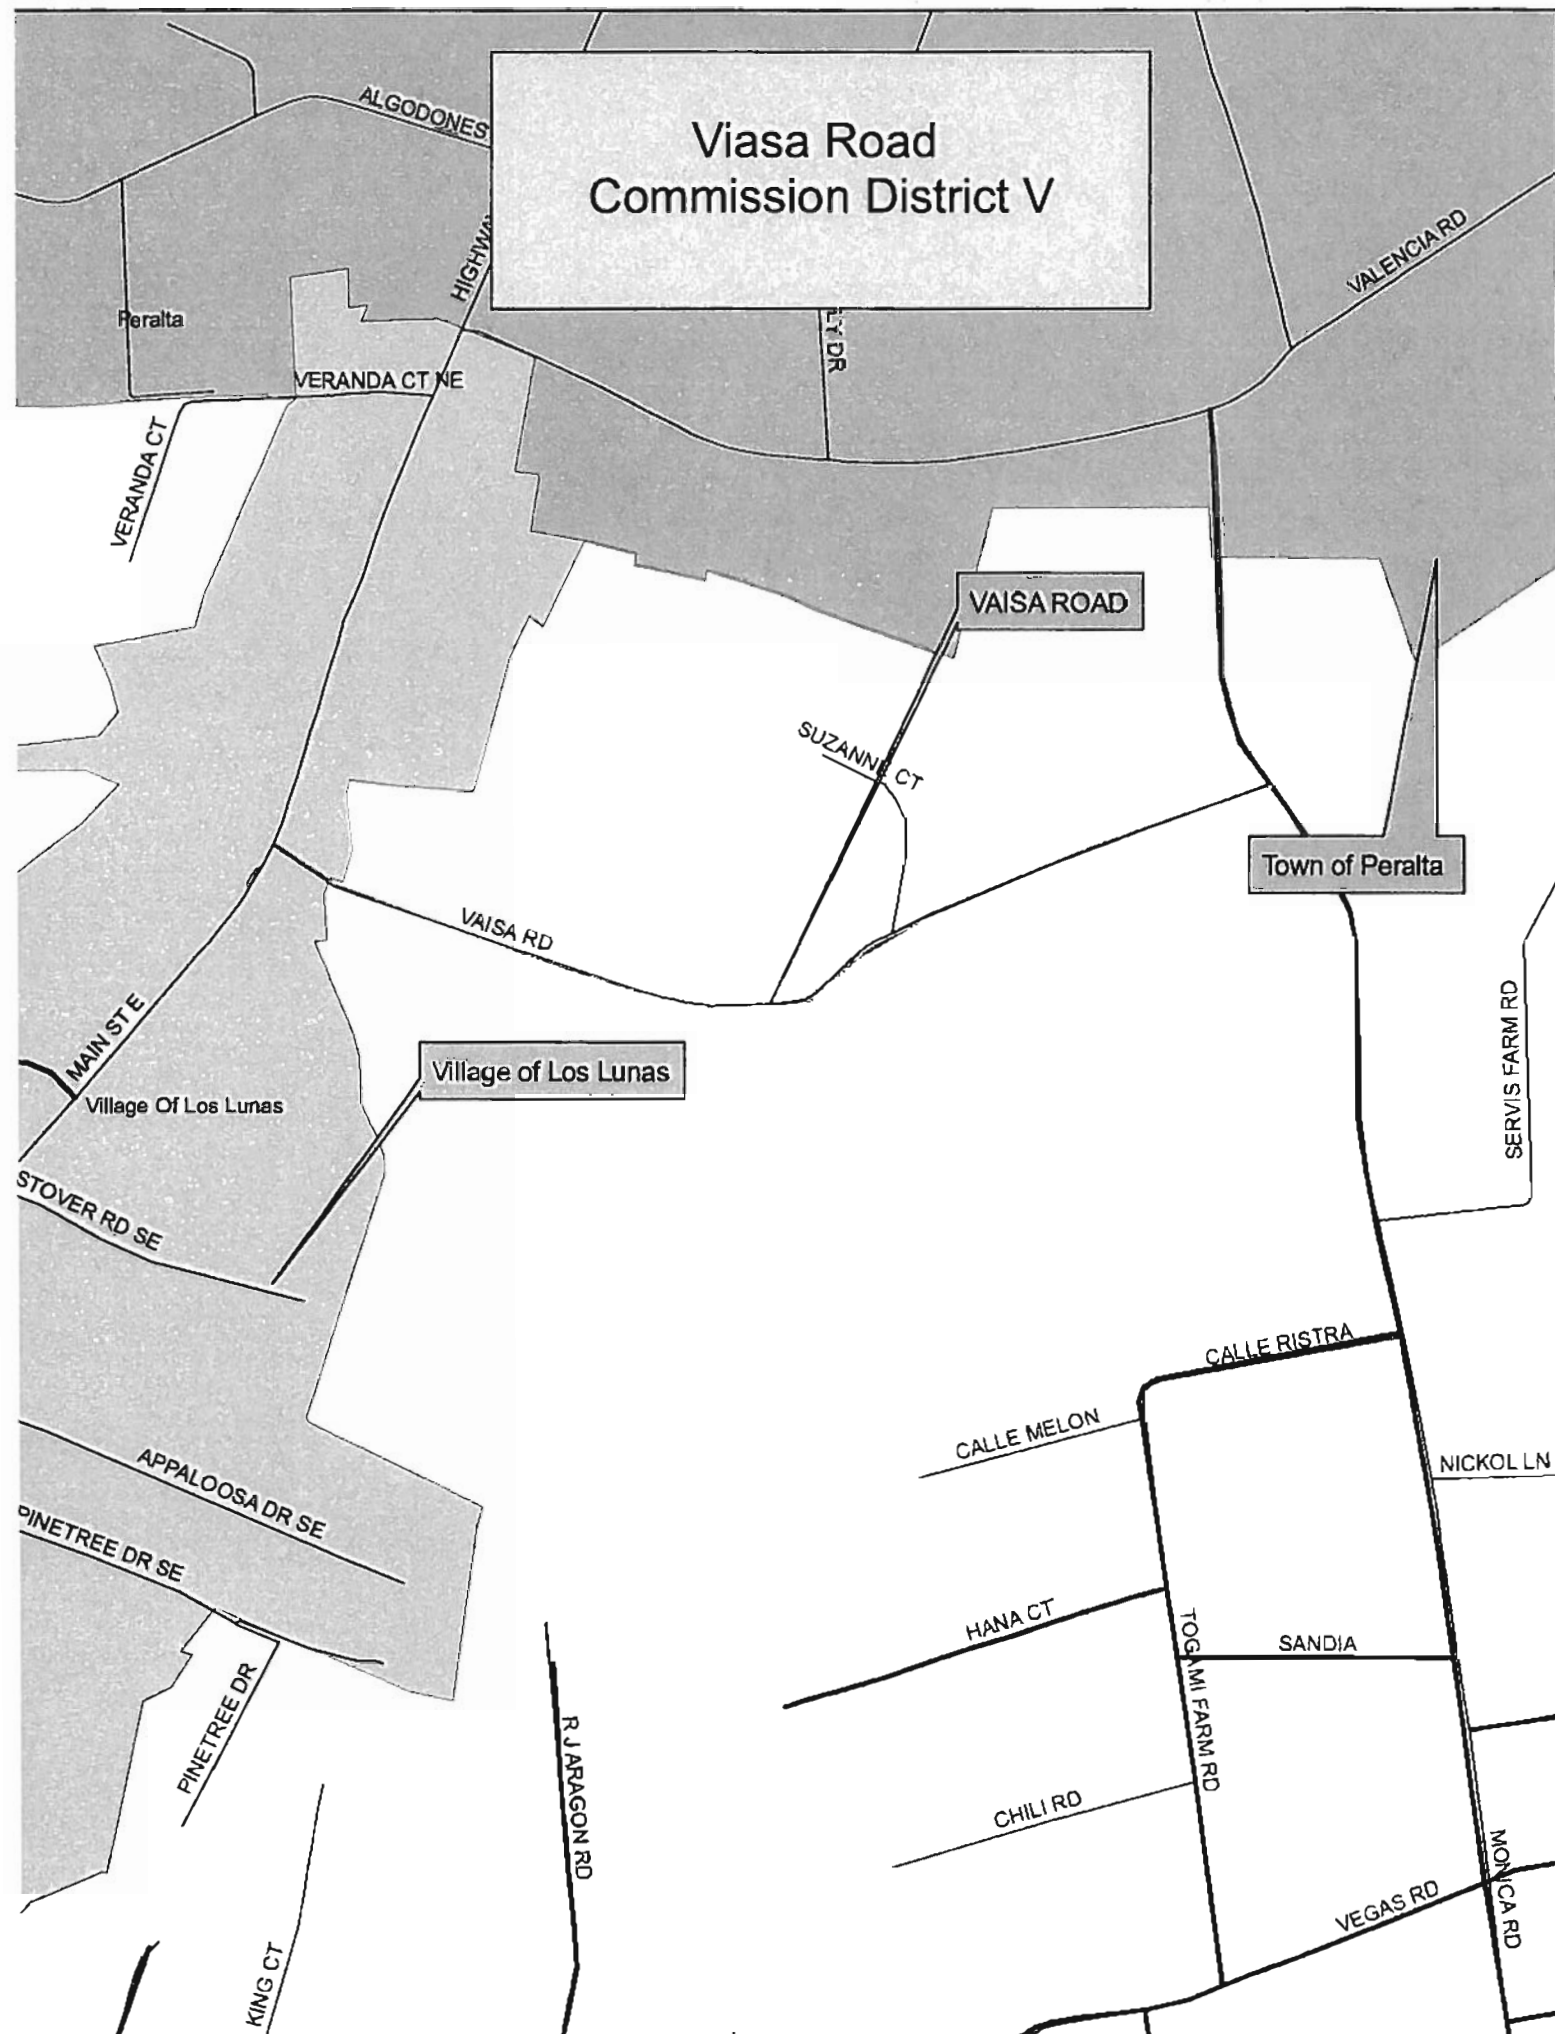 ALGODONES
Viasa Road
Commission District V
HIGHWA
VALENCIA RD
Peralta
LY DR
VERANDA CT NE
VERANDA CT
VAISA ROAD
SUZANNE CT
Town of Peralta
VAISA RD
MAIN ST E
SERVIS FARM RD
Village of Los Lunas
Village Of Los Lunas
STOVER RD SE
CALLE RISTRA
CALLE MELON
NICKOL LN
APPALOOSA DR SE
PINETREE DR SE
HANA CT
SANDIA
TOGAMI FARM RD
PINETREE DR
R J ARAGON RD
CHILI RD
MONICA RD
VEGAS RD
KING CT